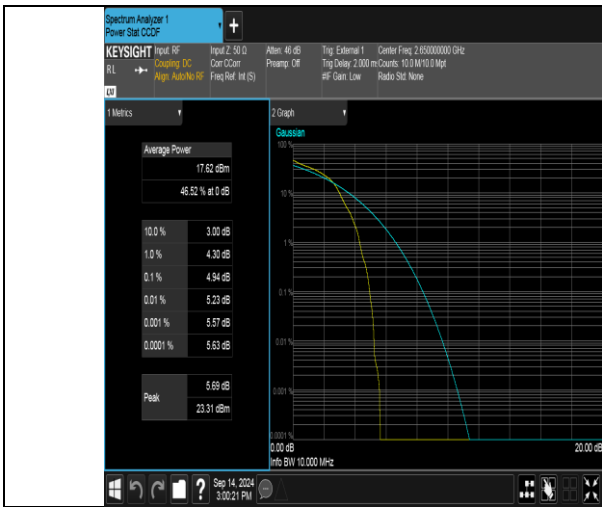 Spectrum Analyzer 1
Power Stat CCDF
+
KEYSIGHT Input: RF Input Z: 50 Ω Atten: 46 dB Trig: External 1 Center Freq: 2.650000000 GHz
RL Coupling: DC Corr CCorr Preamp: Off Trig Delay: 2.000 ms Counts: 10.0 M/10.0 Mpt
Align: Auto/No RF Freq Ref: Int (S) #IF Gain: Low Radio Std: None
LXI
1 Metrics 2 Graph
Gaussian
Average Power
17.62 dBm
46.52 % at 0 dB
10.0 % 3.00 dB
1.0 % 4.30 dB
0.1 % 4.94 dB
0.01 % 5.23 dB
0.001 % 5.57 dB
0.0001 % 5.63 dB
Peak 5.69 dB
23.31 dBm
100 %
10 %
1 %
0.1 %
0.01 %
0.001 %
0.0001 %
0.00 dB 20.00 dB
Info BW 10.000 MHz
? Sep 14, 2024
3:00:21 PM